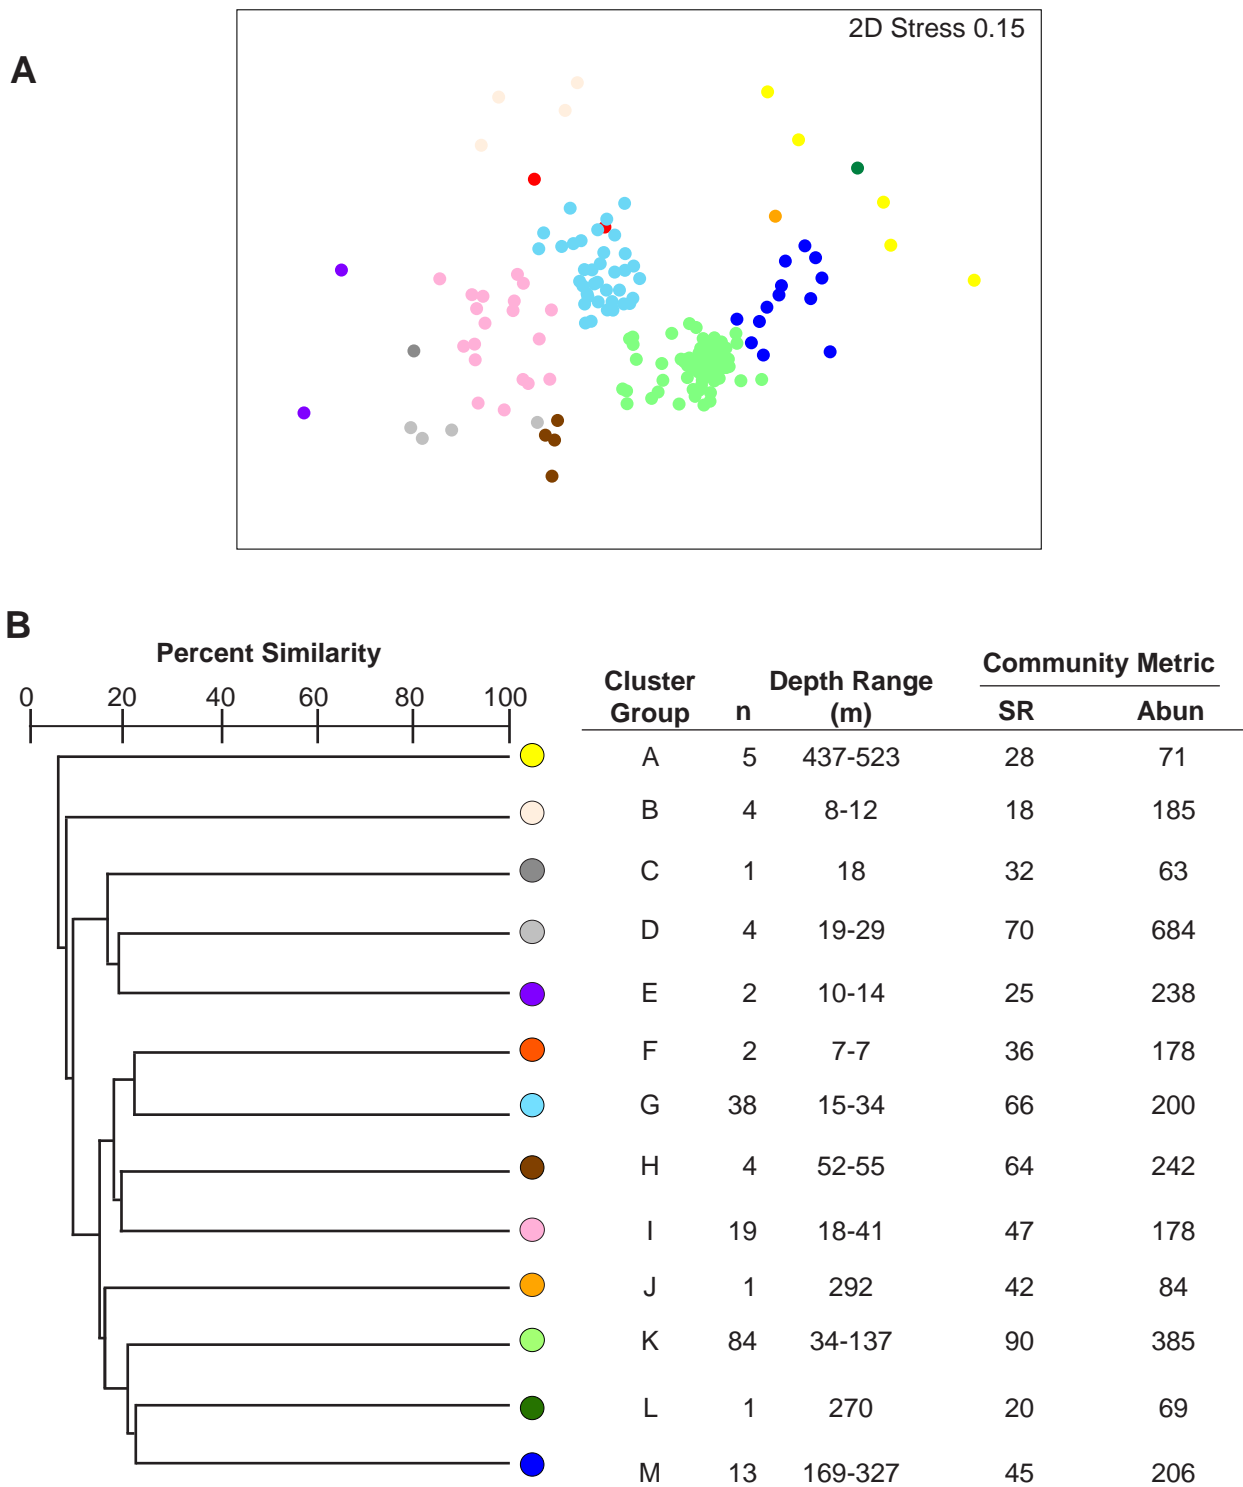 A
2D Stress 0.15
B
Percent Similarity
0 20 40 60 80 100
Community Metric
Cluster Group n Depth Range (m) SR Abun
A 5 437-523 28 71
B 4 8-12 18 185
C 1 18 32 63
D 4 19-29 70 684
E 2 10-14 25 238
F 2 7-7 36 178
G 38 15-34 66 200
H 4 52-55 64 242
I 19 18-41 47 178
J 1 292 42 84
K 84 34-137 90 385
L 1 270 20 69
M 13 169-327 45 206